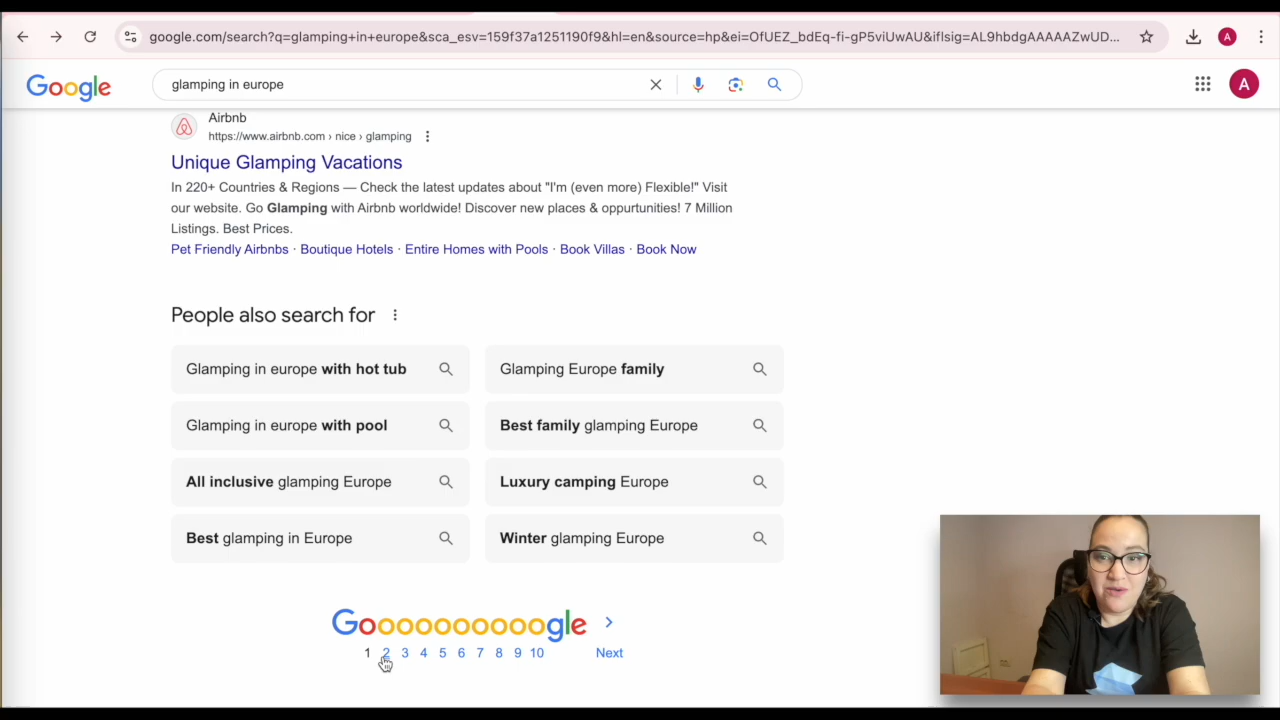 google.com/search?q=glamping+in+europe&sca_esv=159f37a1251190f9&hl=en&source=hp&ei=OfUEZ_bdEq-fi-gP5viUwAU&iflsig=AL9hbdgAAAAAZwUD...
A
Google
glamping in europe
A
Airbnb
https://www.airbnb.com › nice › glamping
Unique Glamping Vacations
In 220+ Countries & Regions — Check the latest updates about "I'm (even more) Flexible!" Visit
our website. Go Glamping with Airbnb worldwide! Discover new places & oppurtunities! 7 Million
Listings. Best Prices.
Pet Friendly Airbnbs · Boutique Hotels · Entire Homes with Pools · Book Villas · Book Now
People also search for
Glamping in europe with hot tub
Glamping Europe family
Glamping in europe with pool
Best family glamping Europe
All inclusive glamping Europe
Luxury camping Europe
Best glamping in Europe
Winter glamping Europe
Goooooooooogle
1 2 3 4 5 6 7 8 9 10 Next